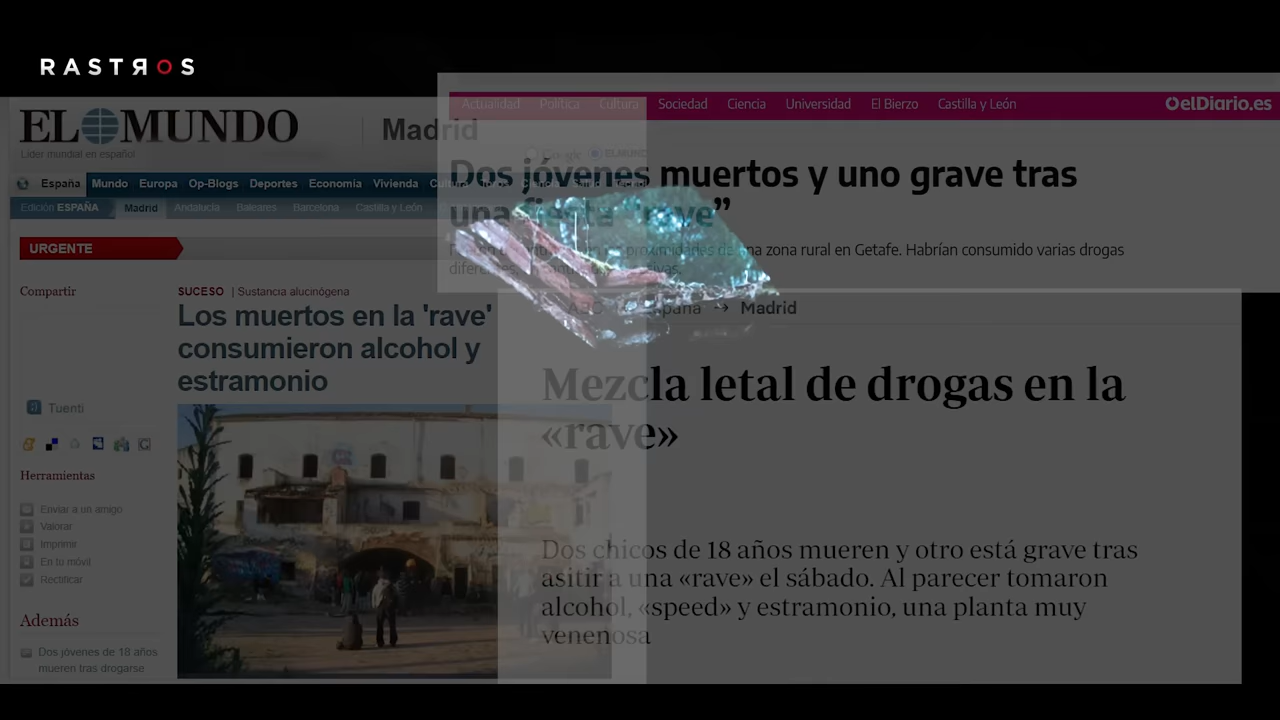 RASTROS
EL MUNDO
Madrid
Líder mundial en español
España Mundo Europa Op-Blogs Deportes Economía Vivienda
Edición ESPAÑA Madrid Andalucía Baleares Barcelona Castilla y León
URGENTE
Compartir
Tuenti
Herramientas
Enviar a un amigo
Valorar
Imprimir
En tu móvil
Rectificar
Además
Dos jóvenes de 18 años
mueren tras drogarse
SUCESO | Sustancia alucinógena
Los muertos en la 'rave'
consumieron alcohol y
estramonio
Actualidad Política Cultura Sociedad Ciencia Universidad El Bierzo Castilla y León
elDiario.es
Dos jóvenes muertos y uno grave tras
una fiesta "rave”
zona rural en Getafe. Habrían consumido varias drogas
ABC España Madrid
Mezcla letal de drogas en la
«rave»
Dos chicos de 18 años mueren y otro está grave tras
asitir a una «rave» el sábado. Al parecer tomaron
alcohol, «speed» y estramonio, una planta muy
venenosa